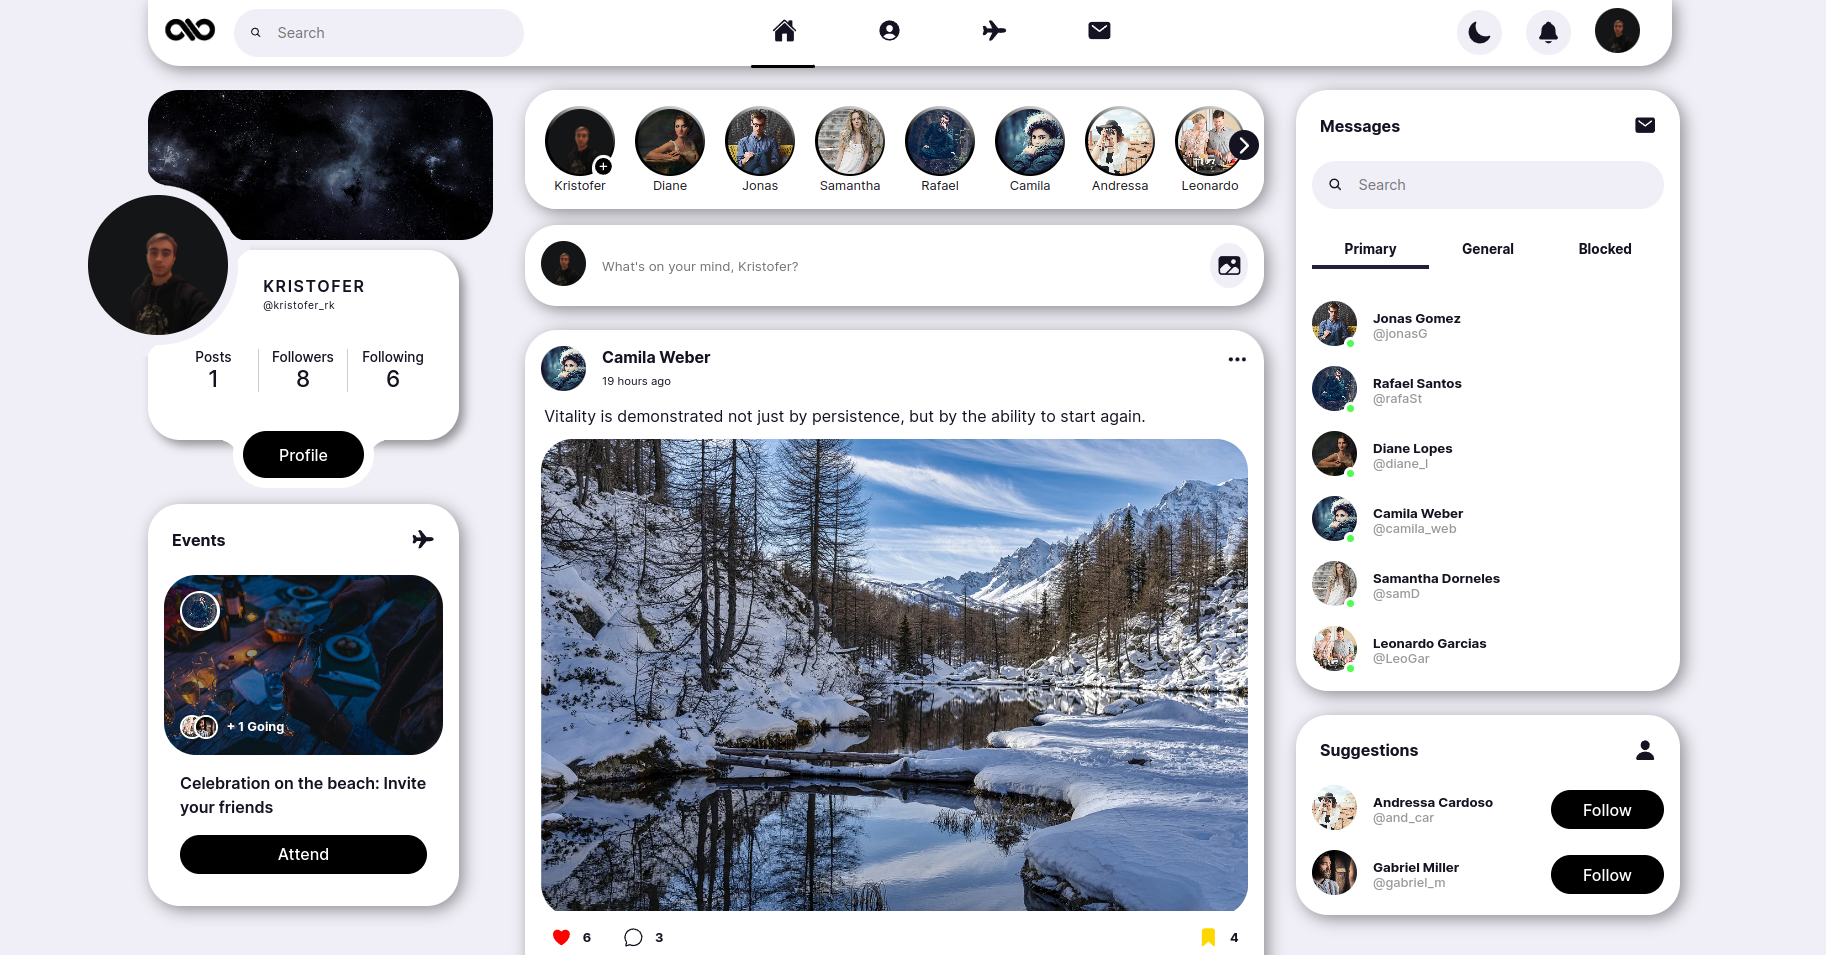 Search
KRISTOFER
@kristofer_rk
Posts
Followers
Following
1
8
6
Profile
Events
+ 1 Going
Celebration on the beach: Invite
your friends
Attend
Kristofer
Diane
Jonas
Samantha
Rafael
Camila
Andressa
Leonardo
What's on your mind, Kristofer?
Camila Weber
19 hours ago
Vitality is demonstrated not just by persistence, but by the ability to start again.
6
3
4
Messages
Search
Primary
General
Blocked
Jonas Gomez
@jonasG
Rafael Santos
@rafaSt
Diane Lopes
@diane_l
Camila Weber
@camila_web
Samantha Dorneles
@samD
Leonardo Garcias
@LeoGar
Suggestions
Andressa Cardoso
@and_car
Follow
Gabriel Miller
@gabriel_m
Follow